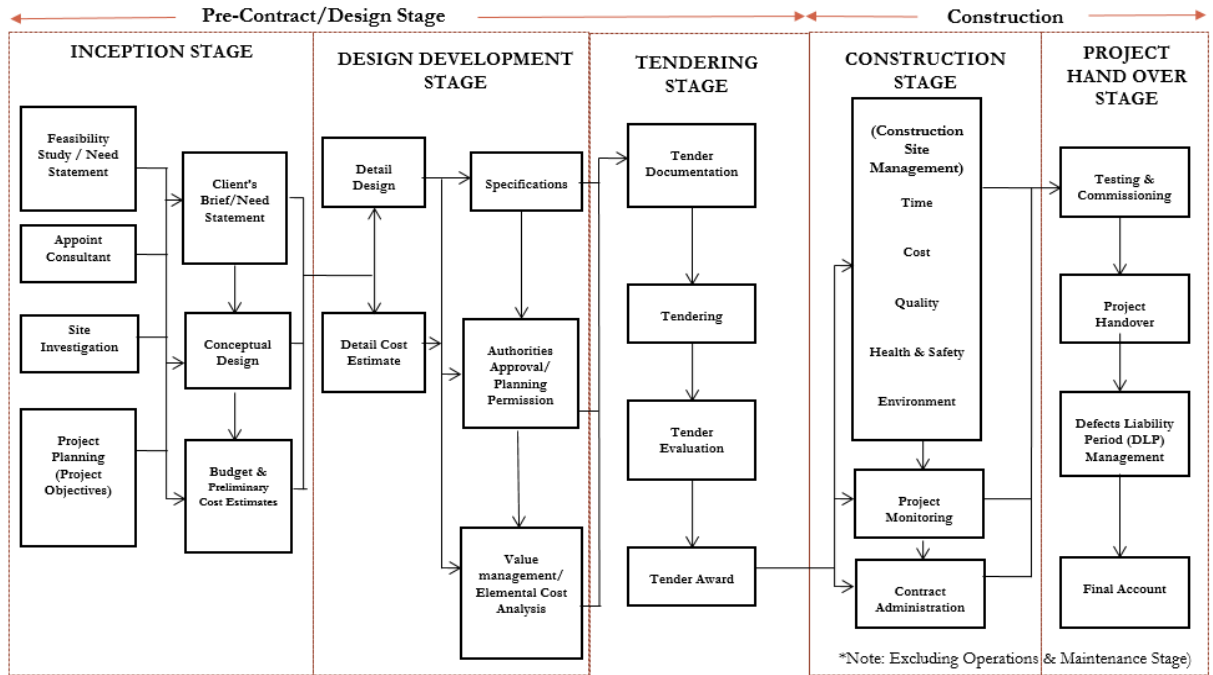 Pre-Contract/Design Stage
Construction
INCEPTION STAGE
Feasibility
Study / Need
Statement
Appoint
Consultant
Site
Investigation
Project
Planning
(Project
Objectives)
Client's
Brief/Need
Statement
Conceptual
Design
Budget &
Preliminary
Cost Estimates
DESIGN DEVELOPMENT
STAGE
Detail
Design
Detail Cost
Estimate
Specifications
Authorities
Approval/
Planning
Permission
Value
management/
Elemental Cost
Analysis
TENDERING
STAGE
Tender
Documentation
Tendering
Tender
Evaluation
Tender Award
CONSTRUCTION
STAGE
(Construction
Site
Management)
Time
Cost
Quality
Health & Safety
Environment
Project
Monitoring
Contract
Administration
PROJECT
HAND OVER
STAGE
Testing &
Commissioning
Project
Handover
Defects Liability
Period (DLP)
Management
Final Account
*Note: Excluding Operations & Maintenance Stage)